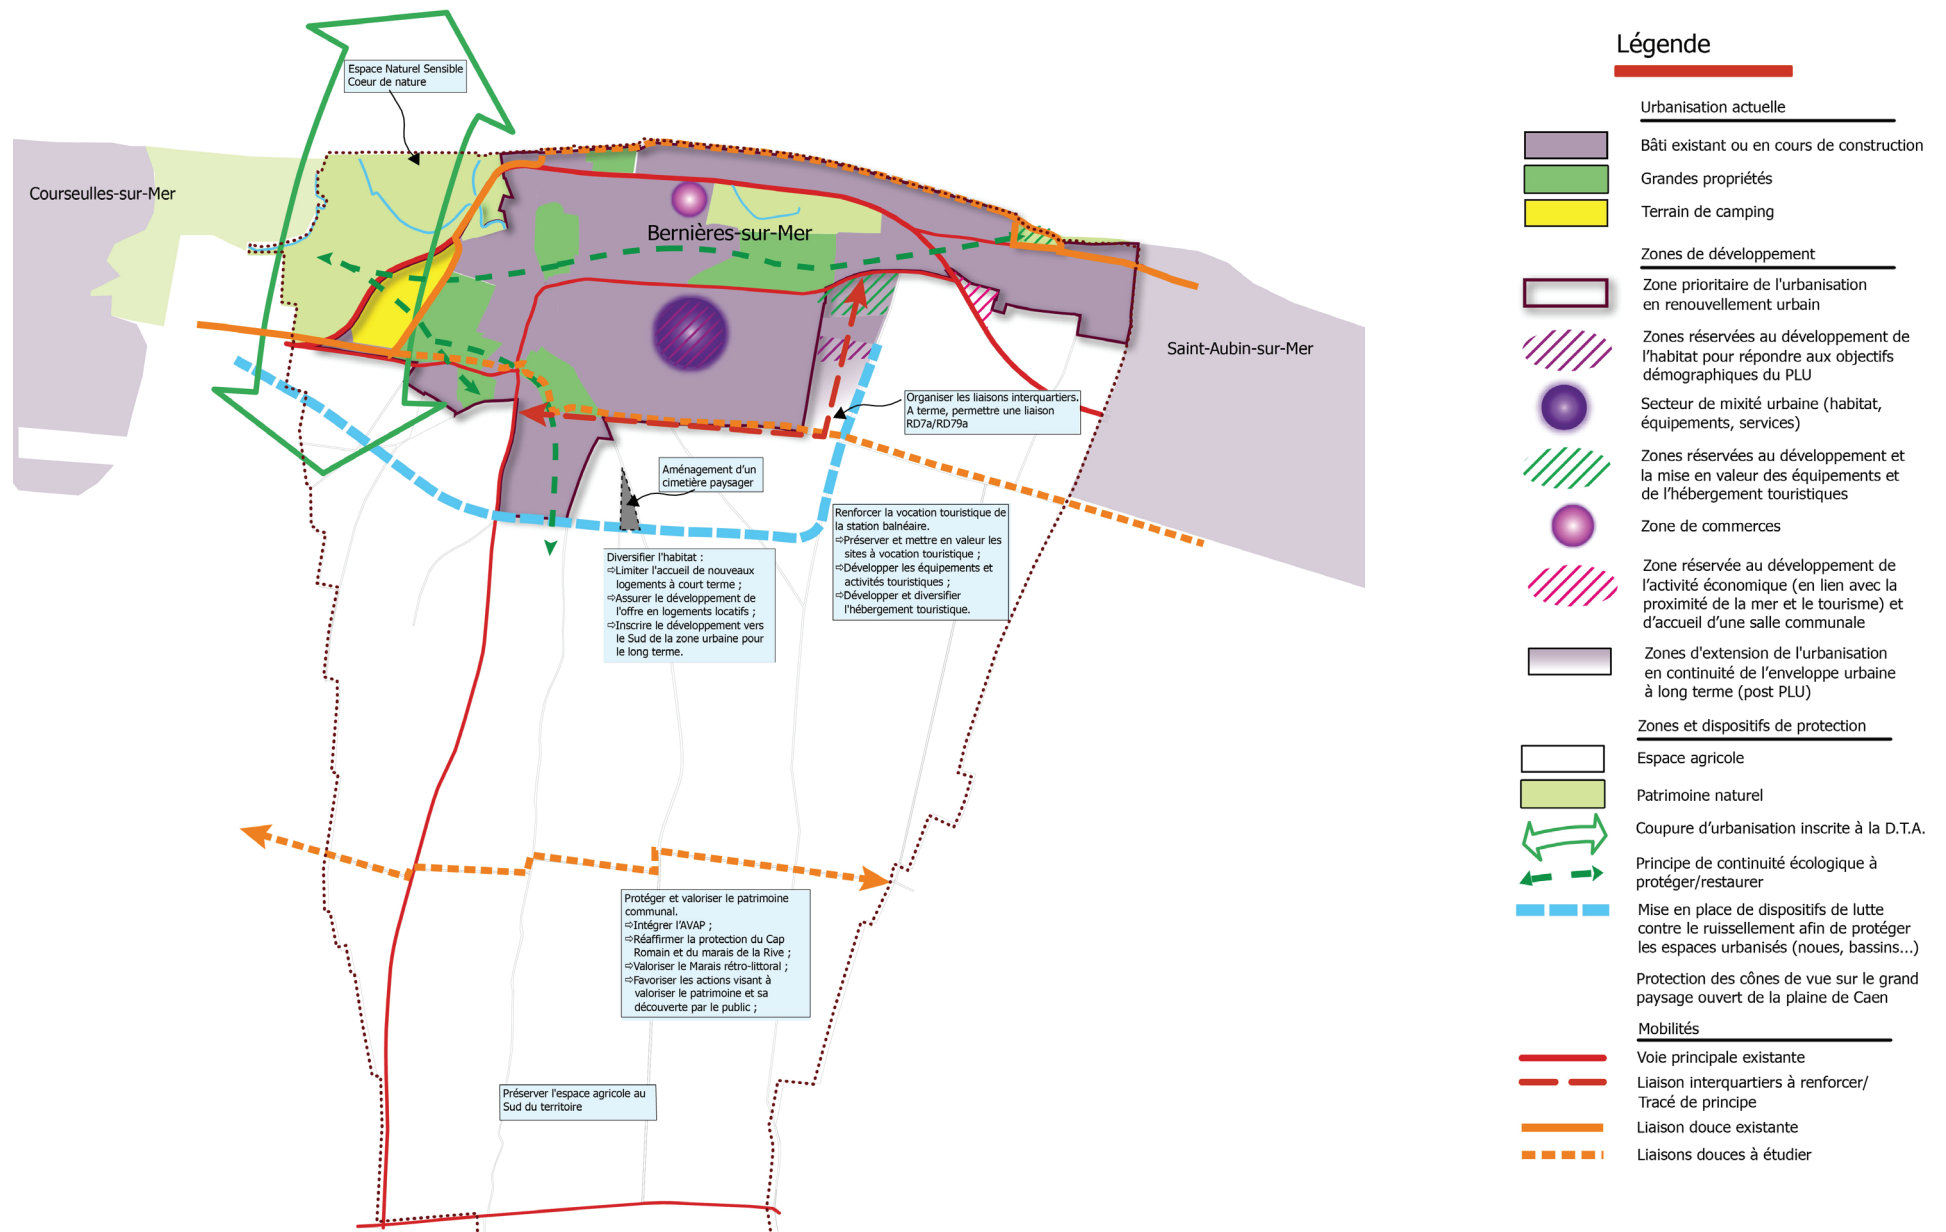 Espace Naturel Sensible
Coeur de nature
Courseulles-sur-Mer
Bernières-sur-Mer
Saint-Aubin-sur-Mer
Organiser les liaisons interquartiers.
A terme, permettre une liaison
RD7a/RD79a
Aménagement d’un
cimetière paysager
Renforcer la vocation touristique de
la station balnéaire.
⇨Préserver et mettre en valeur les
sites à vocation touristique ;
⇨Développer les équipements et
activités touristiques ;
⇨Développer et diversifier
l'hébergement touristique.
Diversifier l'habitat :
⇨Limiter l'accueil de nouveaux
logements à court terme ;
⇨Assurer le développement de
l'offre en logements locatifs ;
⇨Inscrire le développement vers
le Sud de la zone urbaine pour
le long terme.
Protéger et valoriser le patrimoine
communal.
⇨Intégrer l’AVAP ;
⇨Réaffirmer la protection du Cap
Romain et du marais de la Rive ;
⇨Valoriser le Marais rétro-littoral ;
⇨Favoriser les actions visant à
valoriser le patrimoine et sa
découverte par le public ;
Préserver l'espace agricole au
Sud du territoire
Légende
Urbanisation actuelle
Bâti existant ou en cours de construction
Grandes propriétés
Terrain de camping
Zones de développement
Zone prioritaire de l'urbanisation
en renouvellement urbain
Zones réservées au développement de
l’habitat pour répondre aux objectifs
démographiques du PLU
Secteur de mixité urbaine (habitat,
équipements, services)
Zones réservées au développement et
la mise en valeur des équipements et
de l’hébergement touristiques
Zone de commerces
Zone réservée au développement de
l’activité économique (en lien avec la
proximité de la mer et le tourisme) et
d’accueil d’une salle communale
Zones d'extension de l'urbanisation
en continuité de l’enveloppe urbaine
à long terme (post PLU)
Zones et dispositifs de protection
Espace agricole
Patrimoine naturel
Coupure d’urbanisation inscrite à la D.T.A.
Principe de continuité écologique à
protéger/restaurer
Mise en place de dispositifs de lutte
contre le ruissellement afin de protéger
les espaces urbanisés (noues, bassins...)
Protection des cônes de vue sur le grand
paysage ouvert de la plaine de Caen
Mobilités
Voie principale existante
Liaison interquartiers à renforcer/
Tracé de principe
Liaison douce existante
Liaisons douces à étudier